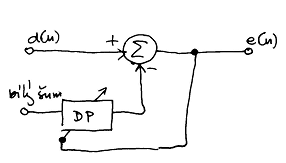 d(n)
+
Σ
e(n)
-
bílý šum
DP